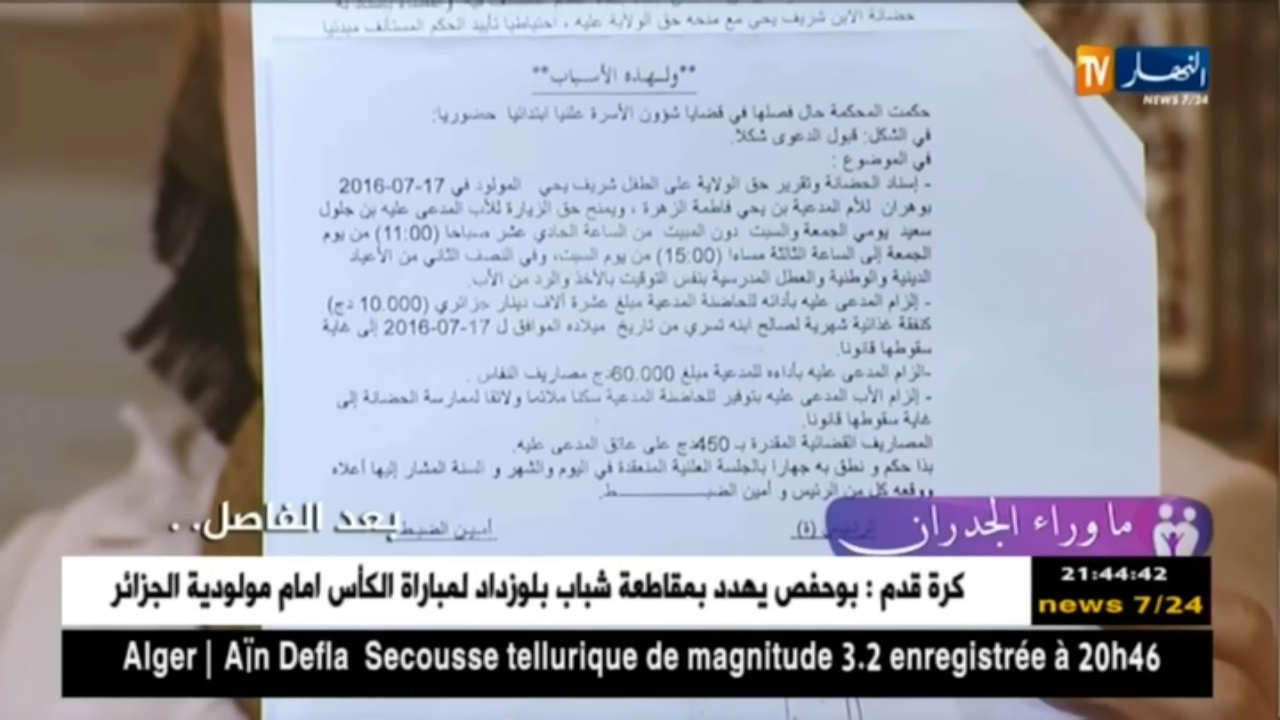 حضانة الابن شريف يحي مع منحه حق الولاية عليه ، احتياطيا تأييد الحكم المستأنف مبدئيا
**ولهذه الأسباب**
حكمت المحكمة حال فصلها في قضايا شؤون الأسرة علنيا ابتدائيا حضوريا:
في الشكل: قبول الدعوى شكلا.
في الموضوع :
- إسناد الحضانة وتقرير حق الولاية على الطفل شريف يحي المولود في 17-07-2016
بوهران للأم المدعية بن يحي فاطمة الزهرة ، ويمنح حق الزيارة للأب المدعى عليه بن جلول
سعيد يومي الجمعة والسبت دون المبيت من الساعة الحادي عشر صباحا (11:00) من يوم
الجمعة إلى الساعة الثالثة مساءا (15:00) من يوم السبت، وفي النصف الثاني من الأعياد
الدينية والوطنية والعطل المدرسية بنفس التوقيت بالأخذ والرد من الأب.
- إلزام المدعى عليه بأدائه للحاضنة المدعية مبلغ عشرة آلاف دينار جزائري (10.000 دج)
كنفقة غذائية شهرية لصالح ابنه تسري من تاريخ ميلاده الموافق ل 17-07-2016 إلى غاية
سقوطها قانونا.
-الزام المدعى عليه بأداءه للمدعية مبلغ 60.000دج مصاريف النفاس .
- إلزام الأب المدعى عليه بتوفير للحاضنة المدعية سكنا ملائما ولائقا لممارسة الحضانة إلى
غاية سقوطها قانونا.
المصاريف القضائية المقدرة بـ 450دج على عاتق المدعى عليه.
بذا حكم و نطق به جهارا بالجلسة العلنية المنعقدة في اليوم والشهر و السنة المشار إليها أعلاه
ووقعه كل من الرئيس و أمين الضبـــــــط.
الرئيس (ة) أمين الضبط
TV النهار
NEWS 7/24
بعد الفاصل..
ما وراء الجدران
كرة قدم : بوحفص يهدد بمقاطعة شباب بلوزداد لمباراة الكأس امام مولودية الجزائر
21:44:42
news 7/24
Alger | Aïn Defla Secousse tellurique de magnitude 3.2 enregistrée à 20h46